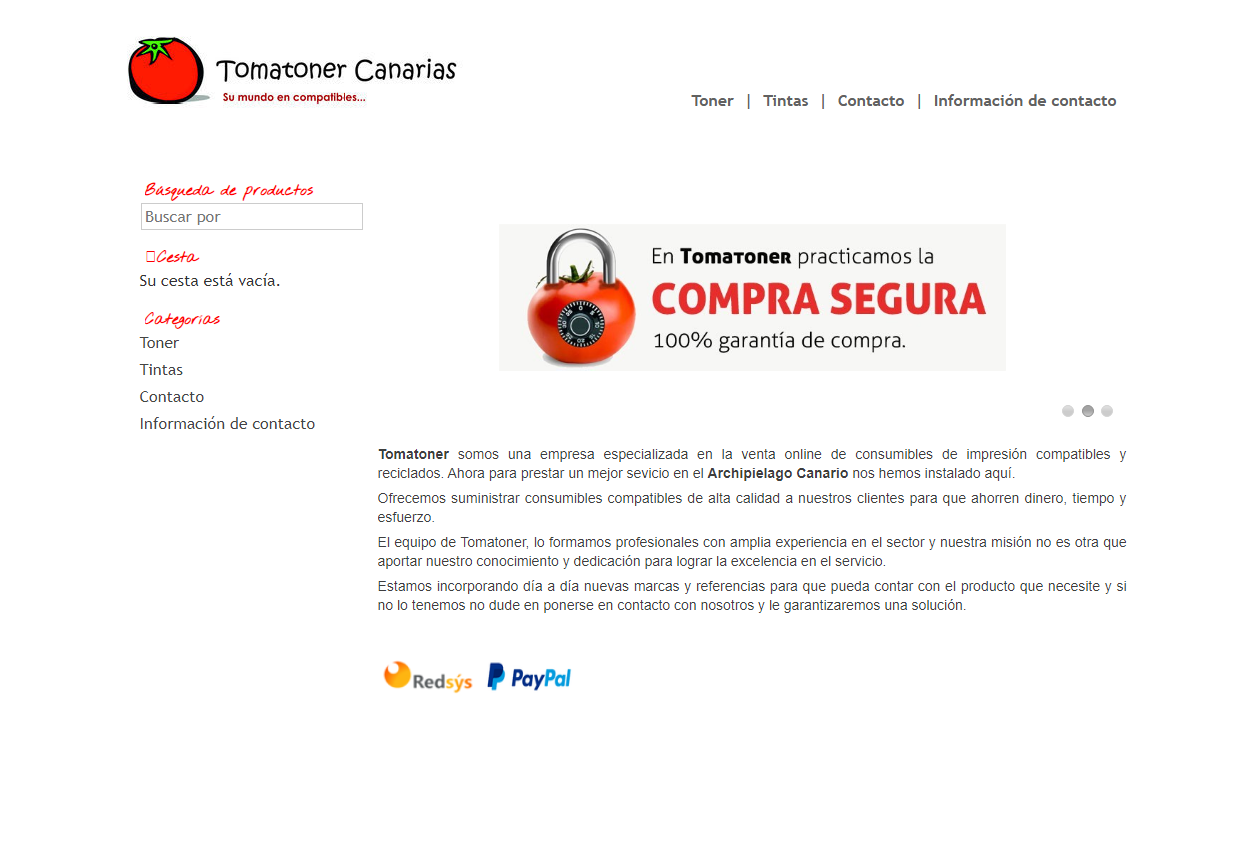 Tomatoner Canarias
Su mundo en compatibles...
Toner | Tintas | Contacto | Información de contacto
Búsqueda de productos
Buscar por
Cesta
Su cesta está vacía.
Categorías
Toner
Tintas
Contacto
Información de contacto
En Tomatoner practicamos la
COMPRA SEGURA
100% garantía de compra.
Tomatoner somos una empresa especializada en la venta online de consumibles de impresión compatibles y
reciclados. Ahora para prestar un mejor sevicio en el Archipielago Canario nos hemos instalado aquí.
Ofrecemos suministrar consumibles compatibles de alta calidad a nuestros clientes para que ahorren dinero, tiempo y
esfuerzo.
El equipo de Tomatoner, lo formamos profesionales con amplia experiencia en el sector y nuestra misión no es otra que
aportar nuestro conocimiento y dedicación para lograr la excelencia en el servicio.
Estamos incorporando día a día nuevas marcas y referencias para que pueda contar con el producto que necesite y si
no lo tenemos no dude en ponerse en contacto con nosotros y le garantizaremos una solución.
Redsýs PayPal